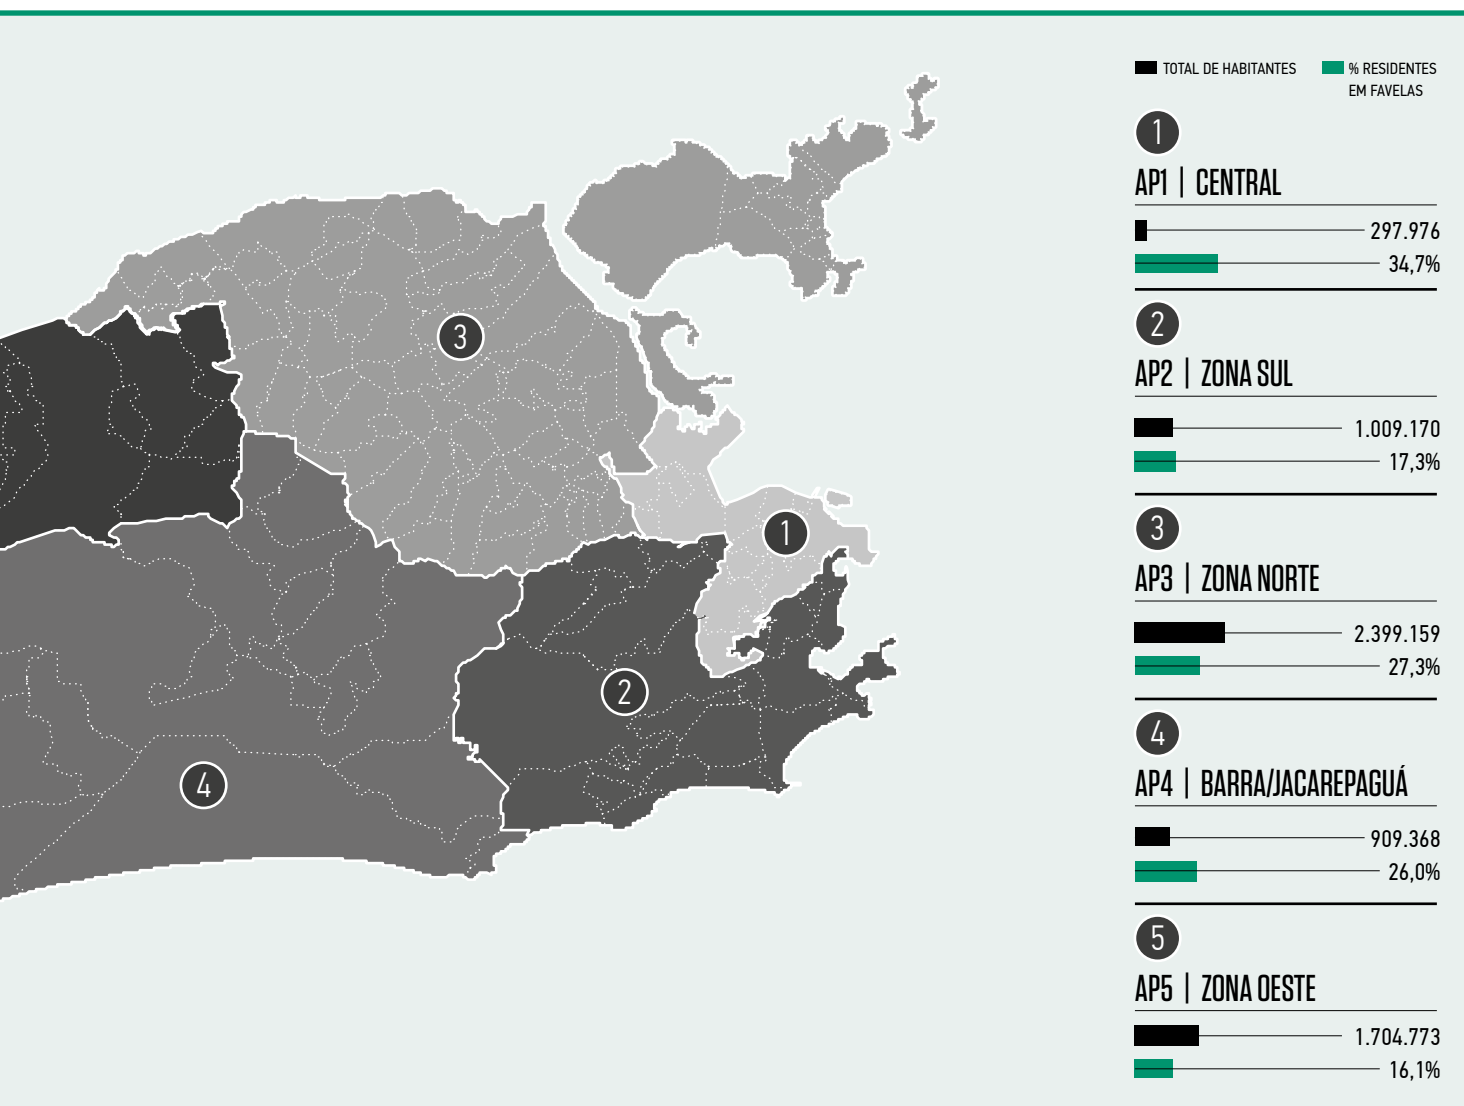 TOTAL DE HABITANTES
% RESIDENTES
EM FAVELAS
1
AP1 | CENTRAL
297.976
34,7%
2
AP2 | ZONA SUL
1.009.170
17,3%
3
AP3 | ZONA NORTE
2.399.159
27,3%
4
AP4 | BARRA/JACAREPAGUÁ
909.368
26,0%
5
AP5 | ZONA OESTE
1.704.773
16,1%
3
1
2
4